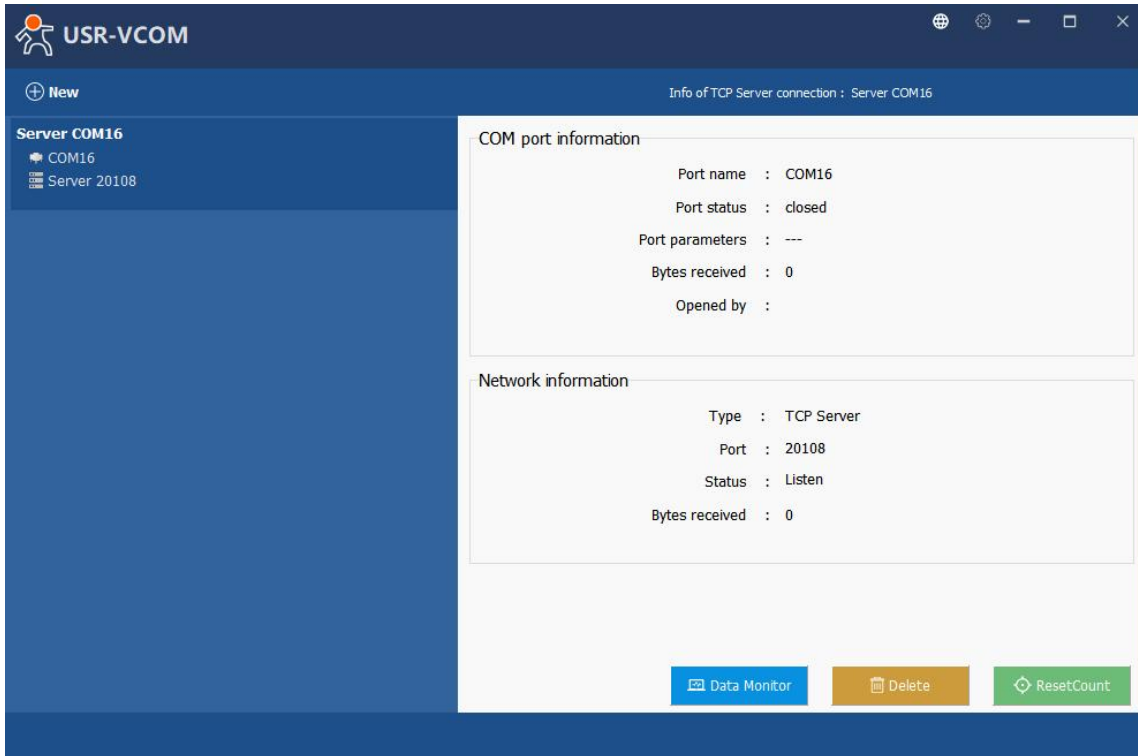 USR-VCOM
New
Info of TCP Server connection : Server COM16
Server COM16
COM16
Server 20108
COM port information
Port name : COM16
Port status : closed
Port parameters : ---
Bytes received : 0
Opened by :
Network information
Type : TCP Server
Port : 20108
Status : Listen
Bytes received : 0
Data Monitor
Delete
ResetCount